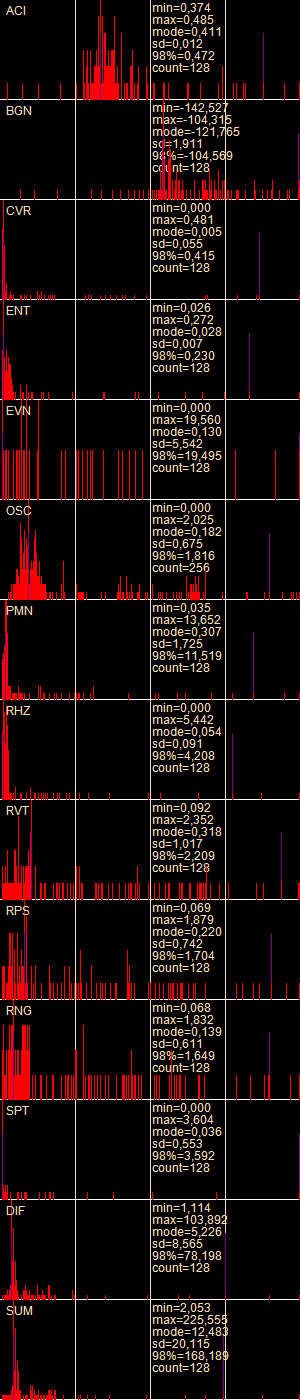 ACI
min=0,374
max=0,485
mode=0,411
sd=0,012
98%=0,472
count=128
BGN
min=-142,527
max=-104,315
mode=-121,765
sd=1,911
98%=-104,569
count=128
CVR
min=0,000
max=0,481
mode=0,005
sd=0,055
98%=0,415
count=128
ENT
min=0,026
max=0,272
mode=0,028
sd=0,007
98%=0,230
count=128
EVN
min=0,000
max=19,560
mode=0,130
sd=5,542
98%=19,495
count=128
OSC
min=0,000
max=2,025
mode=0,182
sd=0,675
98%=1,816
count=256
PMN
min=0,035
max=13,652
mode=0,307
sd=1,725
98%=11,519
count=128
RHZ
min=0,000
max=5,442
mode=0,054
sd=0,091
98%=4,208
count=128
RVT
min=0,092
max=2,352
mode=0,318
sd=1,017
98%=2,209
count=128
RPS
min=0,069
max=1,879
mode=0,220
sd=0,742
98%=1,704
count=128
RNG
min=0,068
max=1,832
mode=0,139
sd=0,611
98%=1,649
count=128
SPT
min=0,000
max=3,604
mode=0,036
sd=0,553
98%=3,592
count=128
DIF
min=1,114
max=103,892
mode=5,226
sd=8,565
98%=78,198
count=128
SUM
min=2,053
max=225,555
mode=12,483
sd=20,115
98%=168,189
count=128